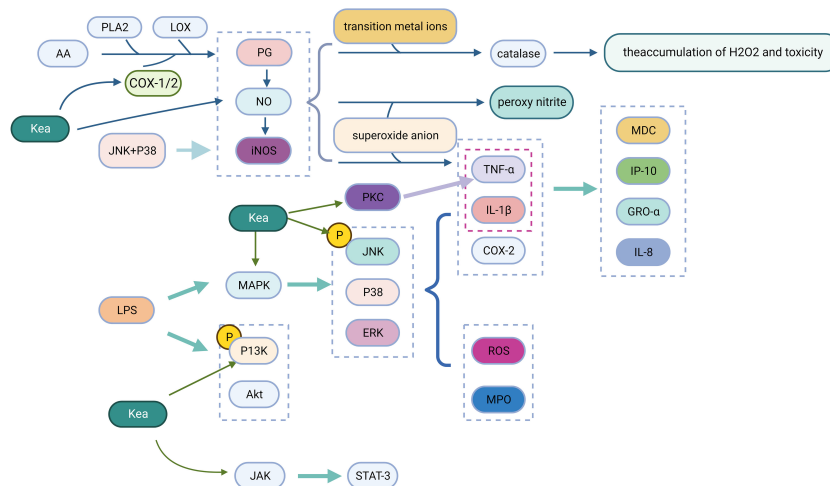 PLA2
LOX
AA
COX-1/2
Kea
JNK+P38
PG
NO
iNOS
transition metal ions
catalase
theaccumulation of H2O2 and toxicity
peroxy nitrite
superoxide anion
TNF-α
IL-1β
COX-2
MDC
IP-10
GRO-α
IL-8
Kea
PKC
P
JNK
P38
ERK
MAPK
LPS
P
P13K
Akt
ROS
MPO
Kea
JAK
STAT-3